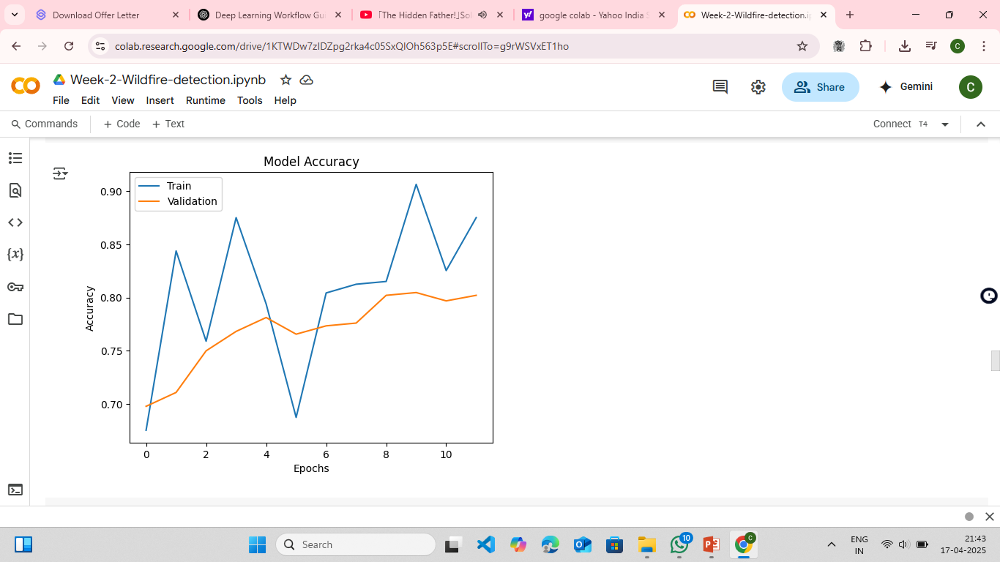 Download Offer Letter
Deep Learning Workflow Gui
「The Hidden Father!」Sol
google colab - Yahoo India S
Week-2-Wildfire-detection.ip
colab.research.google.com/drive/1KTWDw7zIDZpg2rka4c05SxQIOh563p5E#scrollTo=g9rWSVxET1ho
C
Week-2-Wildfire-detection.ipynb
File Edit View Insert Runtime Tools Help
Share
Gemini
C
Commands
+ Code + Text
Connect T4
Model Accuracy
Train
Validation
0.90
0.85
0.80
0.75
0.70
Accuracy
0 2 4 6 8 10
Epochs
Search
10
C
ENG
IN
21:43
17-04-2025